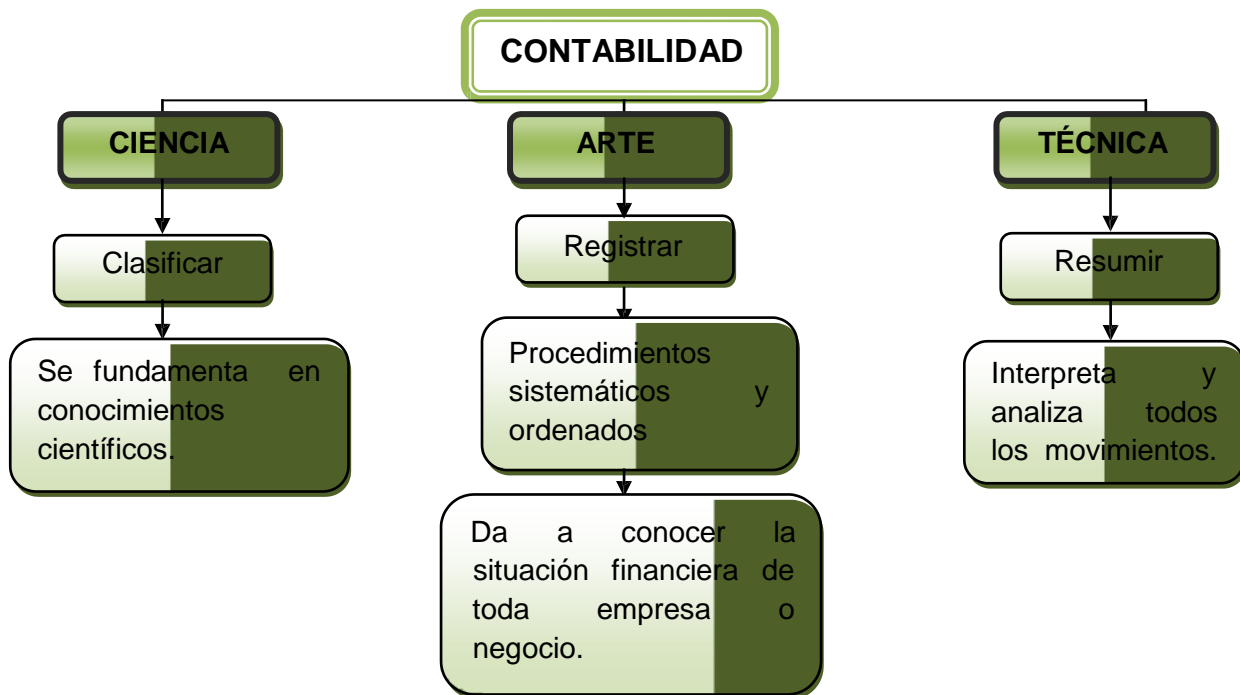 CONTABILIDAD
CIENCIA
ARTE
TÉCNICA
Clasificar
Registrar
Resumir
Se fundamenta en
conocimientos
científicos.
Procedimientos
sistemáticos y
ordenados
Interpreta y
analiza todos
los movimientos.
Da a conocer la
situación financiera de
toda empresa o
negocio.